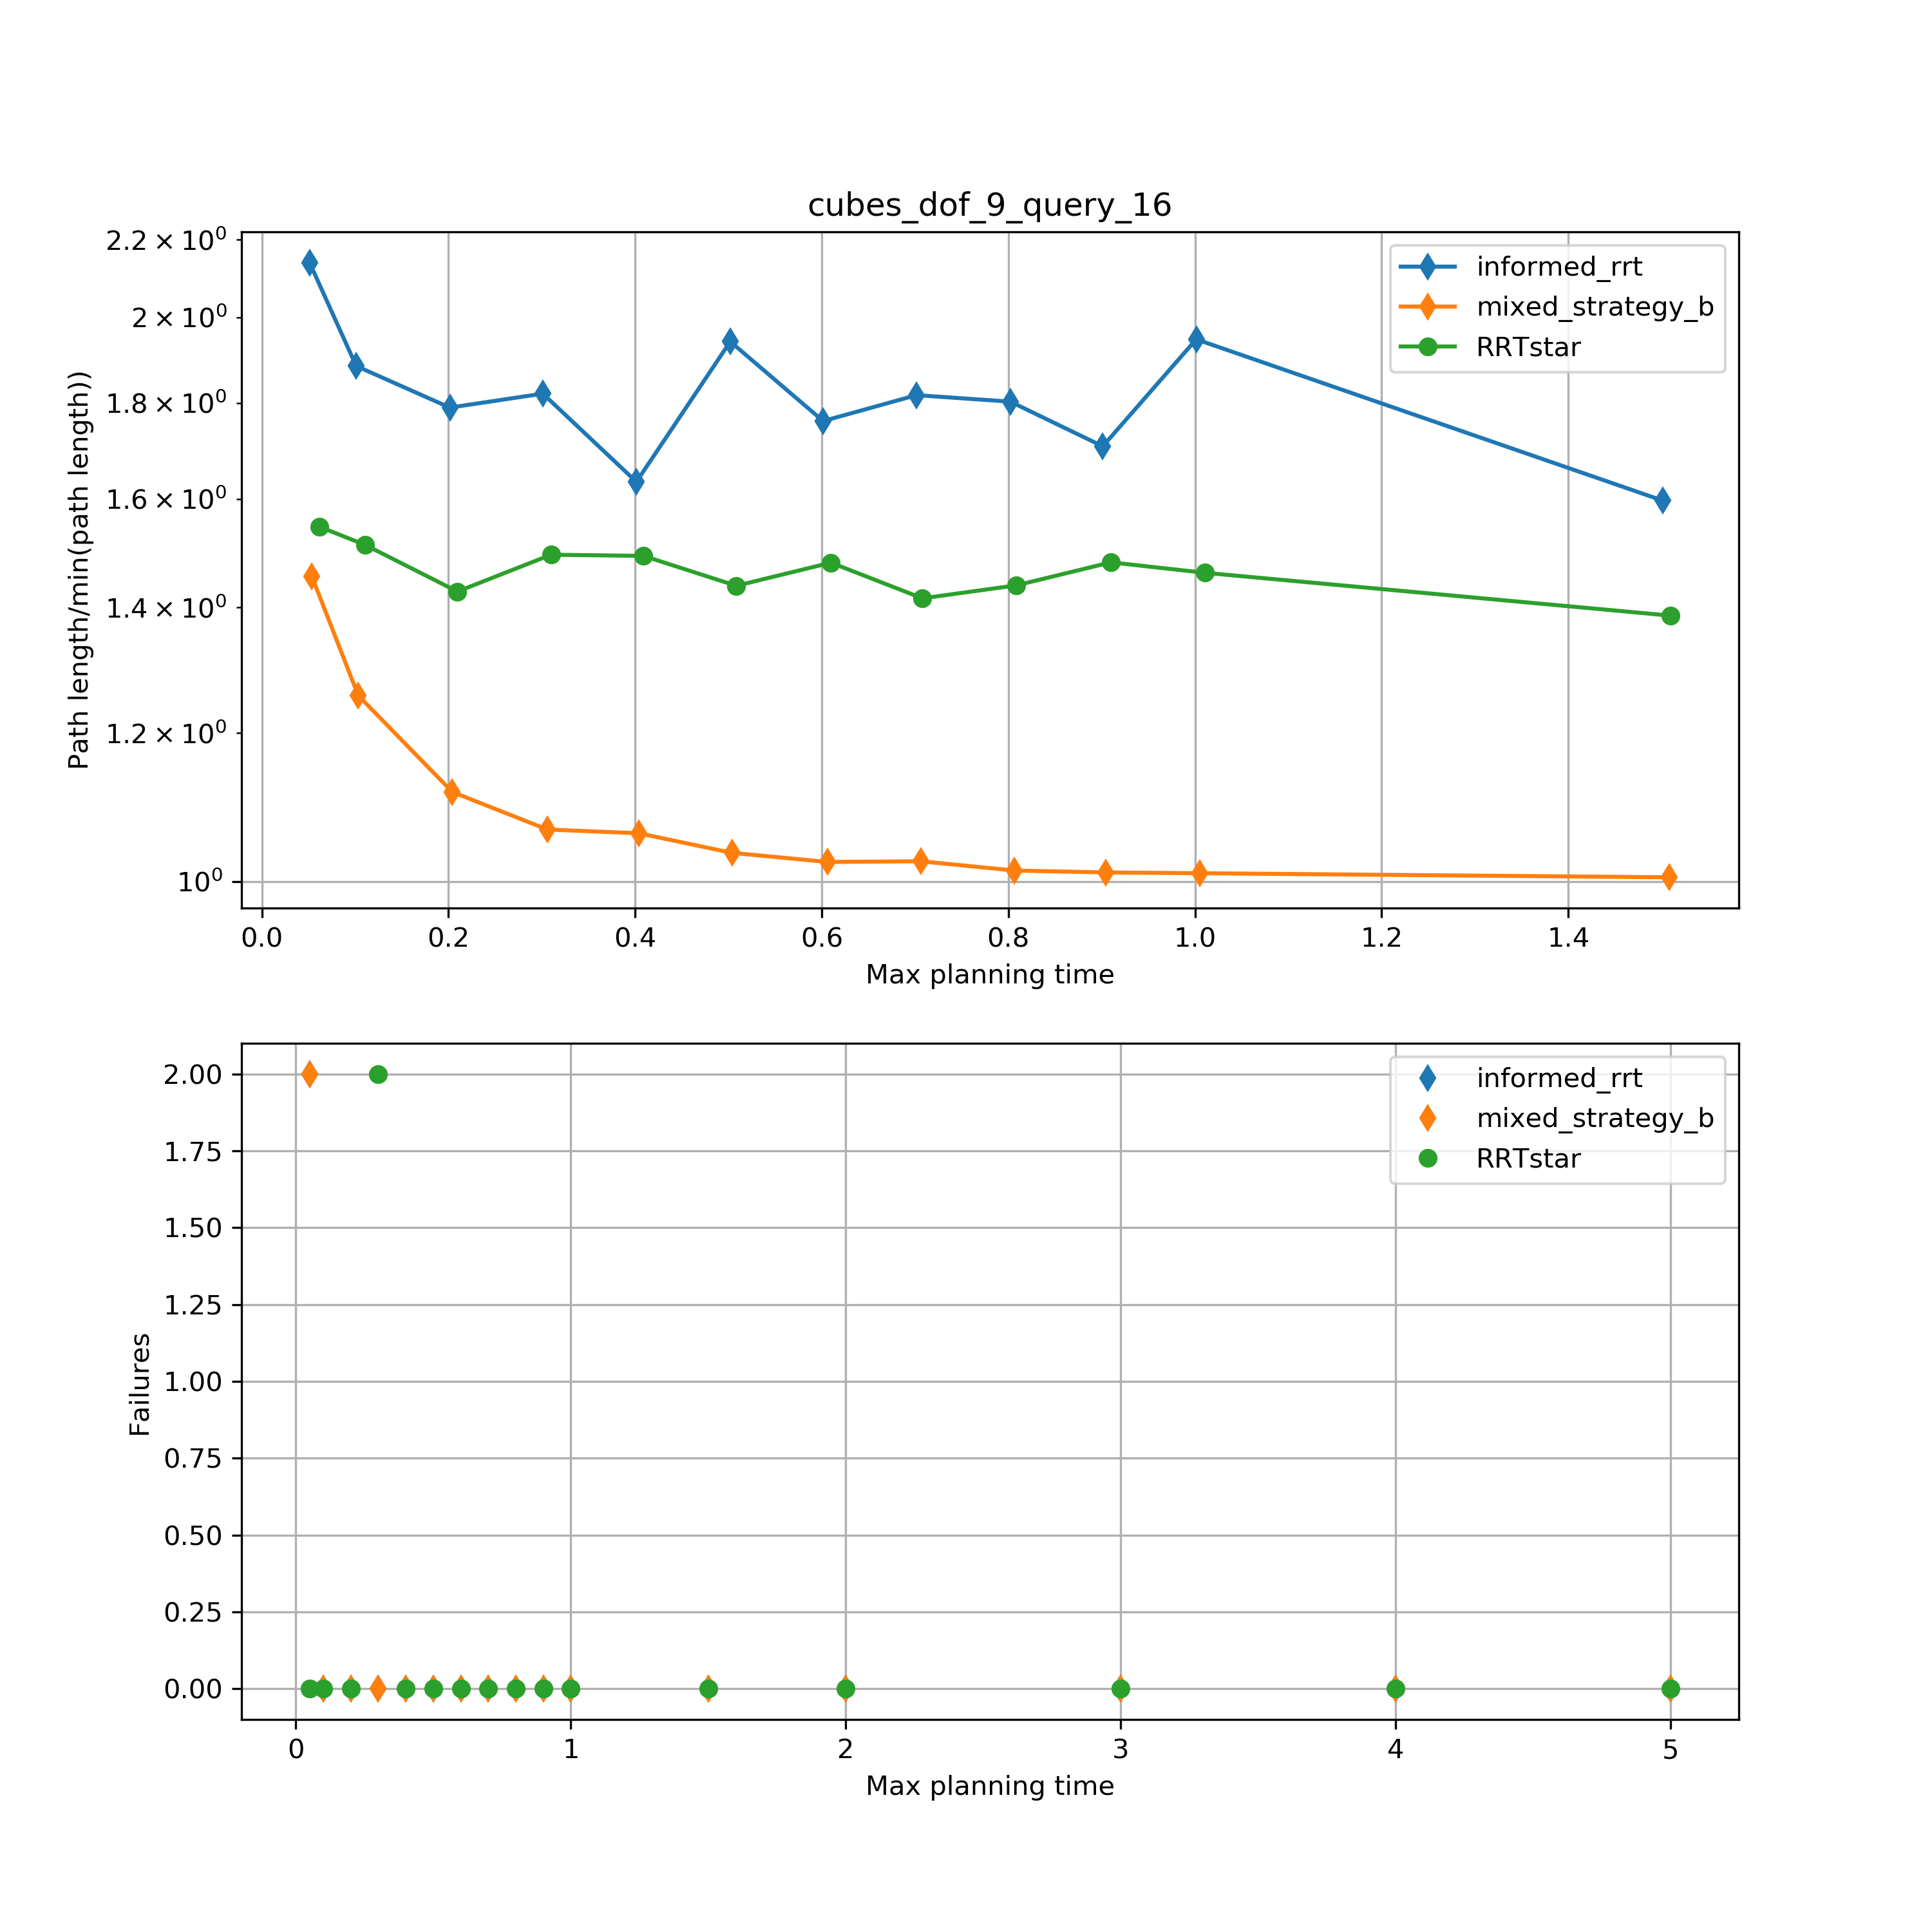 cubes_dof_9_query_16
Path length/min(path length))
2.2 × 10⁰
2 × 10⁰
1.8 × 10⁰
1.6 × 10⁰
1.4 × 10⁰
1.2 × 10⁰
10⁰
informed_rrt
mixed_strategy_b
RRTstar
0.0 0.2 0.4 0.6 0.8 1.0 1.2 1.4
Max planning time
Failures
2.00
1.75
1.50
1.25
1.00
0.75
0.50
0.25
0.00
informed_rrt
mixed_strategy_b
RRTstar
0 1 2 3 4 5
Max planning time